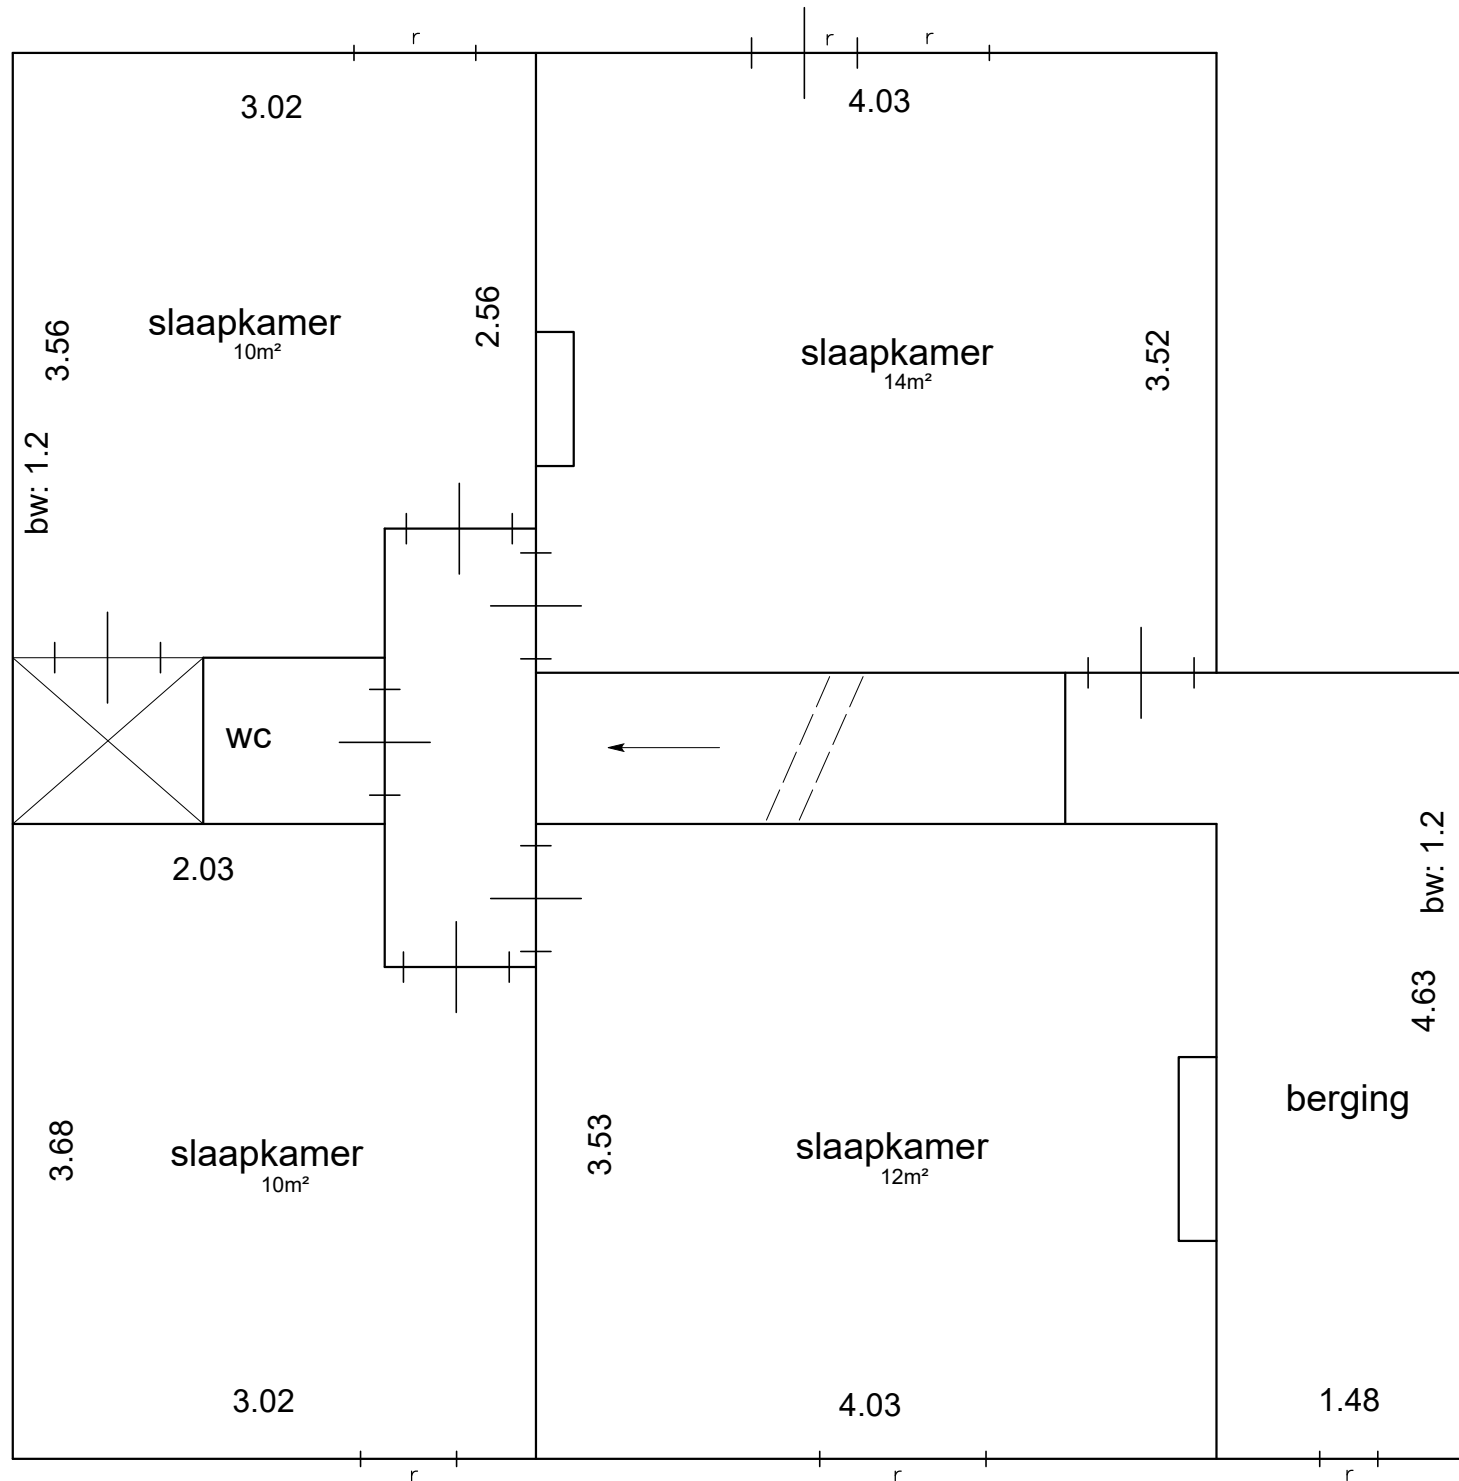 r
r
r
3.02
4.03
2.56
slaapkamer
10m²
3.56
slaapkamer
14m²
3.52
bw: 1.2
wc
2.03
bw: 1.2
4.63
berging
3.68
slaapkamer
10m²
3.53
slaapkamer
12m²
3.02
4.03
1.48
r
r
r